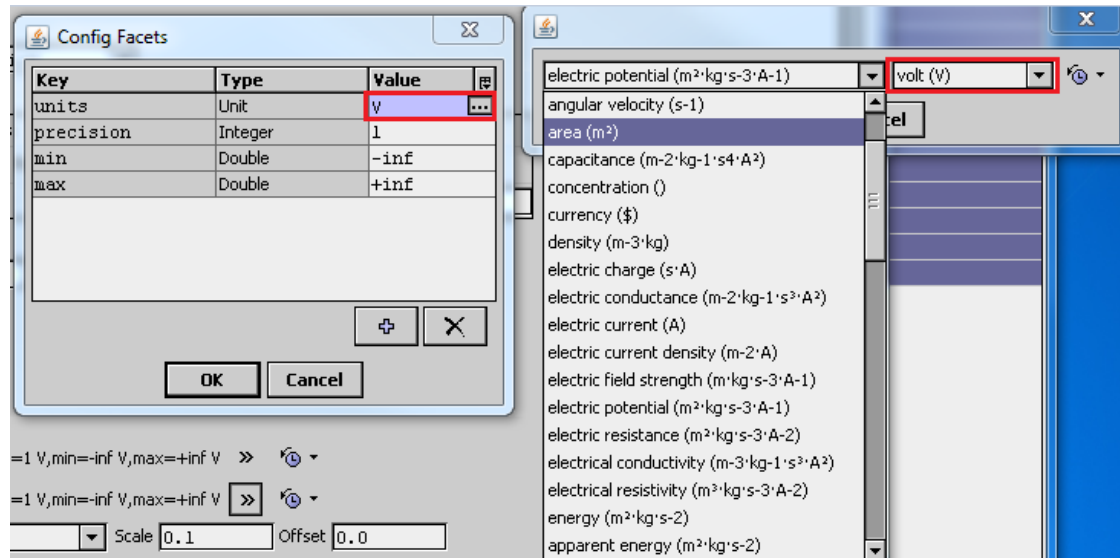 Config Facets
Key Type Value
units Unit V ...
precision Integer 1
min Double -inf
max Double +inf
OK Cancel
=1 V,min=-inf V,max=+inf V »
=1 V,min=-inf V,max=+inf V »
Scale 0.1 Offset 0.0
electric potential (m²·kg·s-3·A-1) volt (V)
angular velocity (s-1)
area (m²)
capacitance (m-2·kg-1·s4·A²)
concentration ()
currency ($)
density (m-3·kg)
electric charge (s·A)
electric conductance (m-2·kg-1·s³·A²)
electric current (A)
electric current density (m-2·A)
electric field strength (m·kg·s-3·A-1)
electric potential (m²·kg·s-3·A-1)
electric resistance (m²·kg·s-3·A-2)
electrical conductivity (m-3·kg-1·s³·A²)
electrical resistivity (m³·kg·s-3·A-2)
energy (m²·kg·s-2)
apparent energy (m²·kg·s-2)